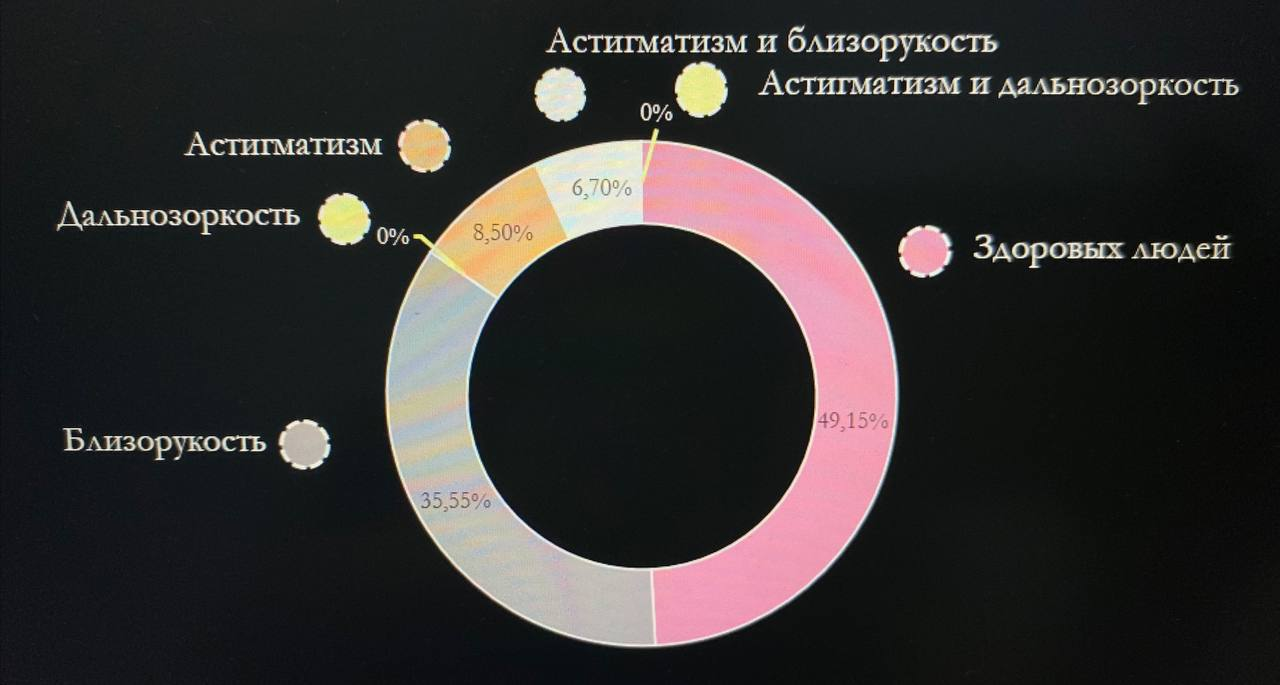 Астигматизм и близорукость
Астигматизм и дальнозоркость
0%
Астигматизм
6,70%
Дальнозоркость
0%
8,50%
Здоровых людей
49,15%
Близорукость
35,55%